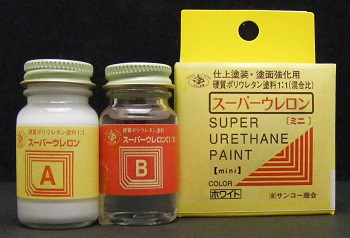 硬質ポリウレタン塗料1:1
スーパーウレロン
A
硬質ポリウレタン塗料(1:1)
スーパーウレロン
B
仕上塗装・塗面強化用
硬質ポリウレタン塗料1:1(混合比)
スーパーウレロン
[ミニ]
SUPER
URETHANE
PAINT
[mini]
COLOR
ホワイト
㈲サンコー商会